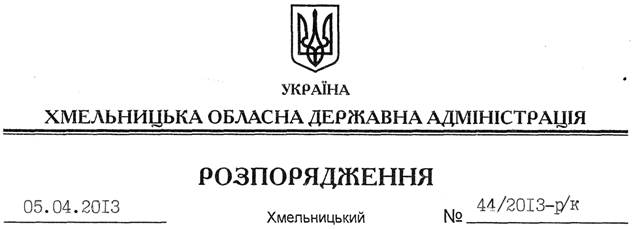 УКРАЇНА
ХМЕЛЬНИЦЬКА ОБЛАСНА ДЕРЖАВНА АДМІНІСТРАЦІЯ
РОЗПОРЯДЖЕННЯ
05.04.2013 Хмельницький № 44/2013-р/к